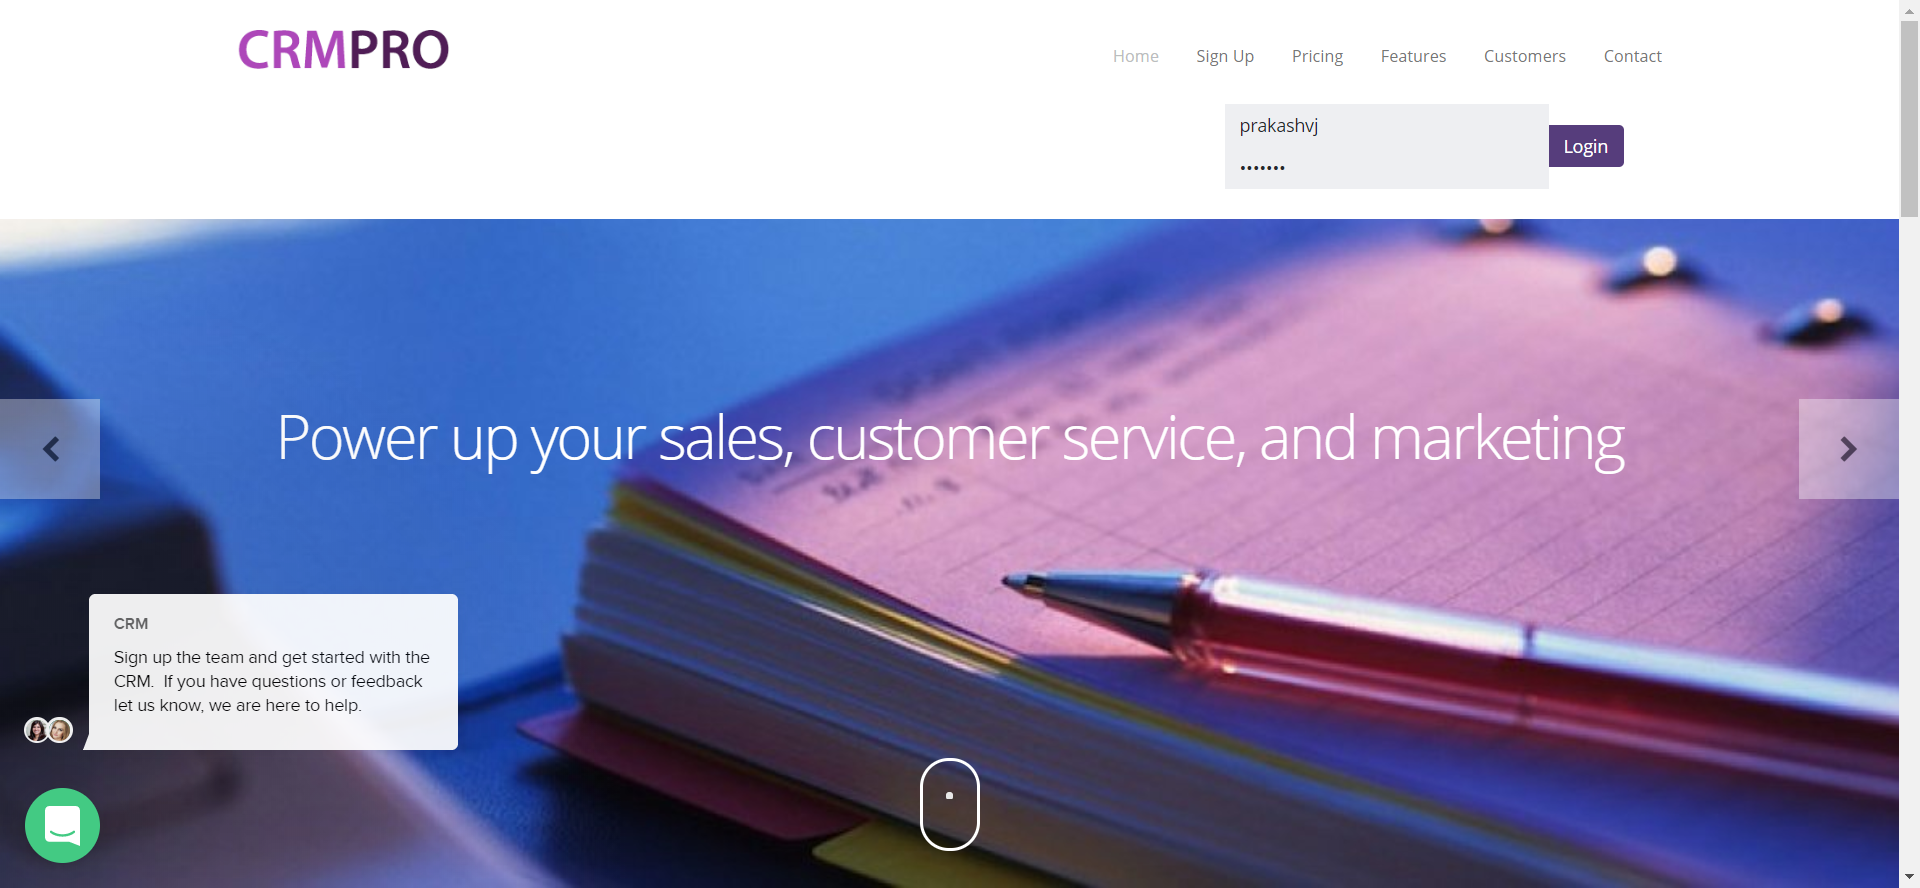 CRMPRO
Home Sign Up Pricing Features Customers Contact
prakashvj
•••••••
Login
Power up your sales, customer service, and marketing
CRM
Sign up the team and get started with the
CRM.  If you have questions or feedback
let us know, we are here to help.